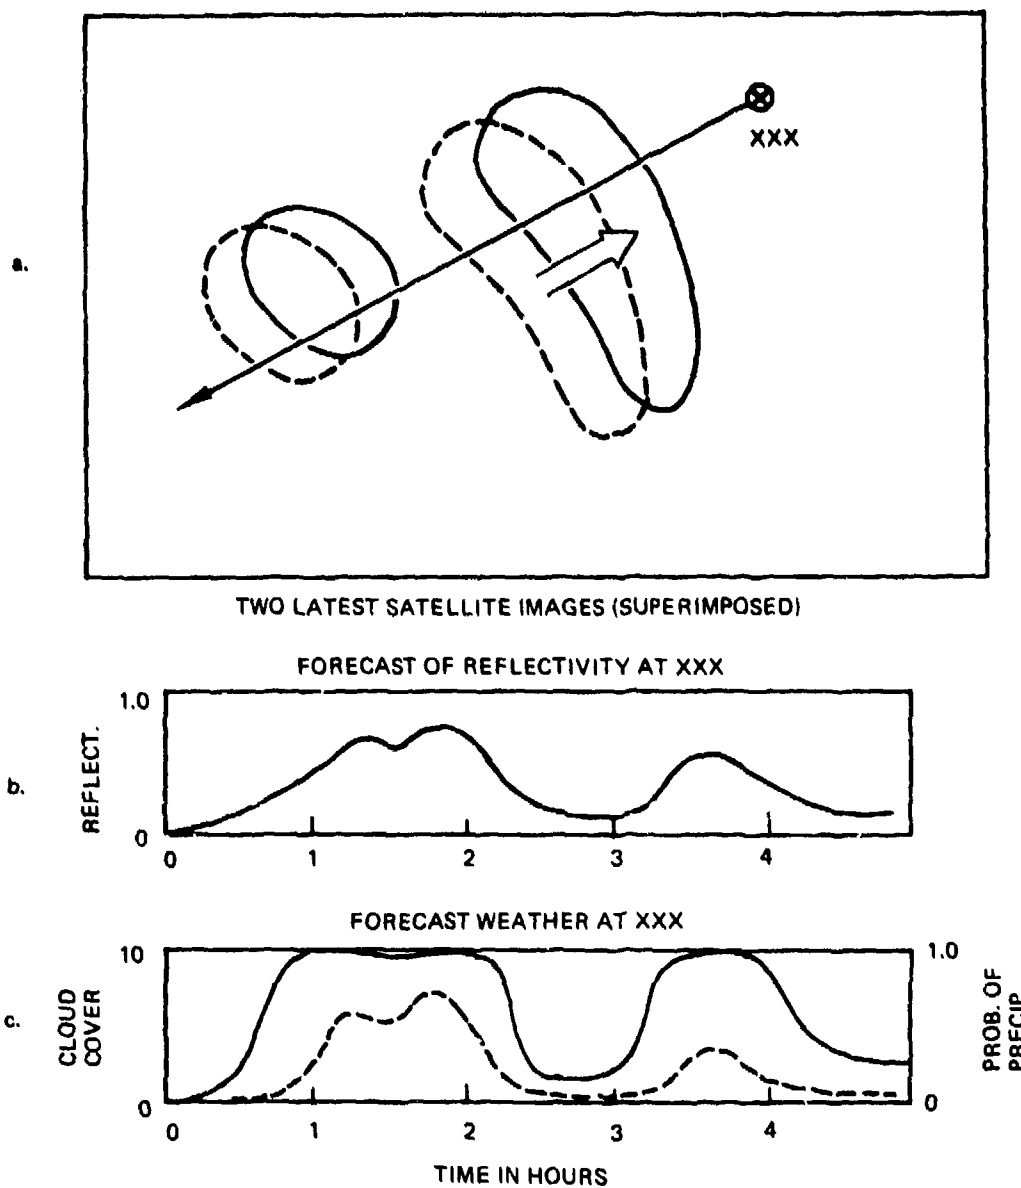 XXX
a.
TWO LATEST SATELLITE IMAGES (SUPERIMPOSED)
FORECAST OF REFLECTIVITY AT XXX
1.0
REFLECT.
b.
0
0 1 2 3 4
FORECAST WEATHER AT XXX
10 1.0
CLOUD
COVER
c.
PROB. OF
PRECIP
0 0
0 1 2 3 4
TIME IN HOURS